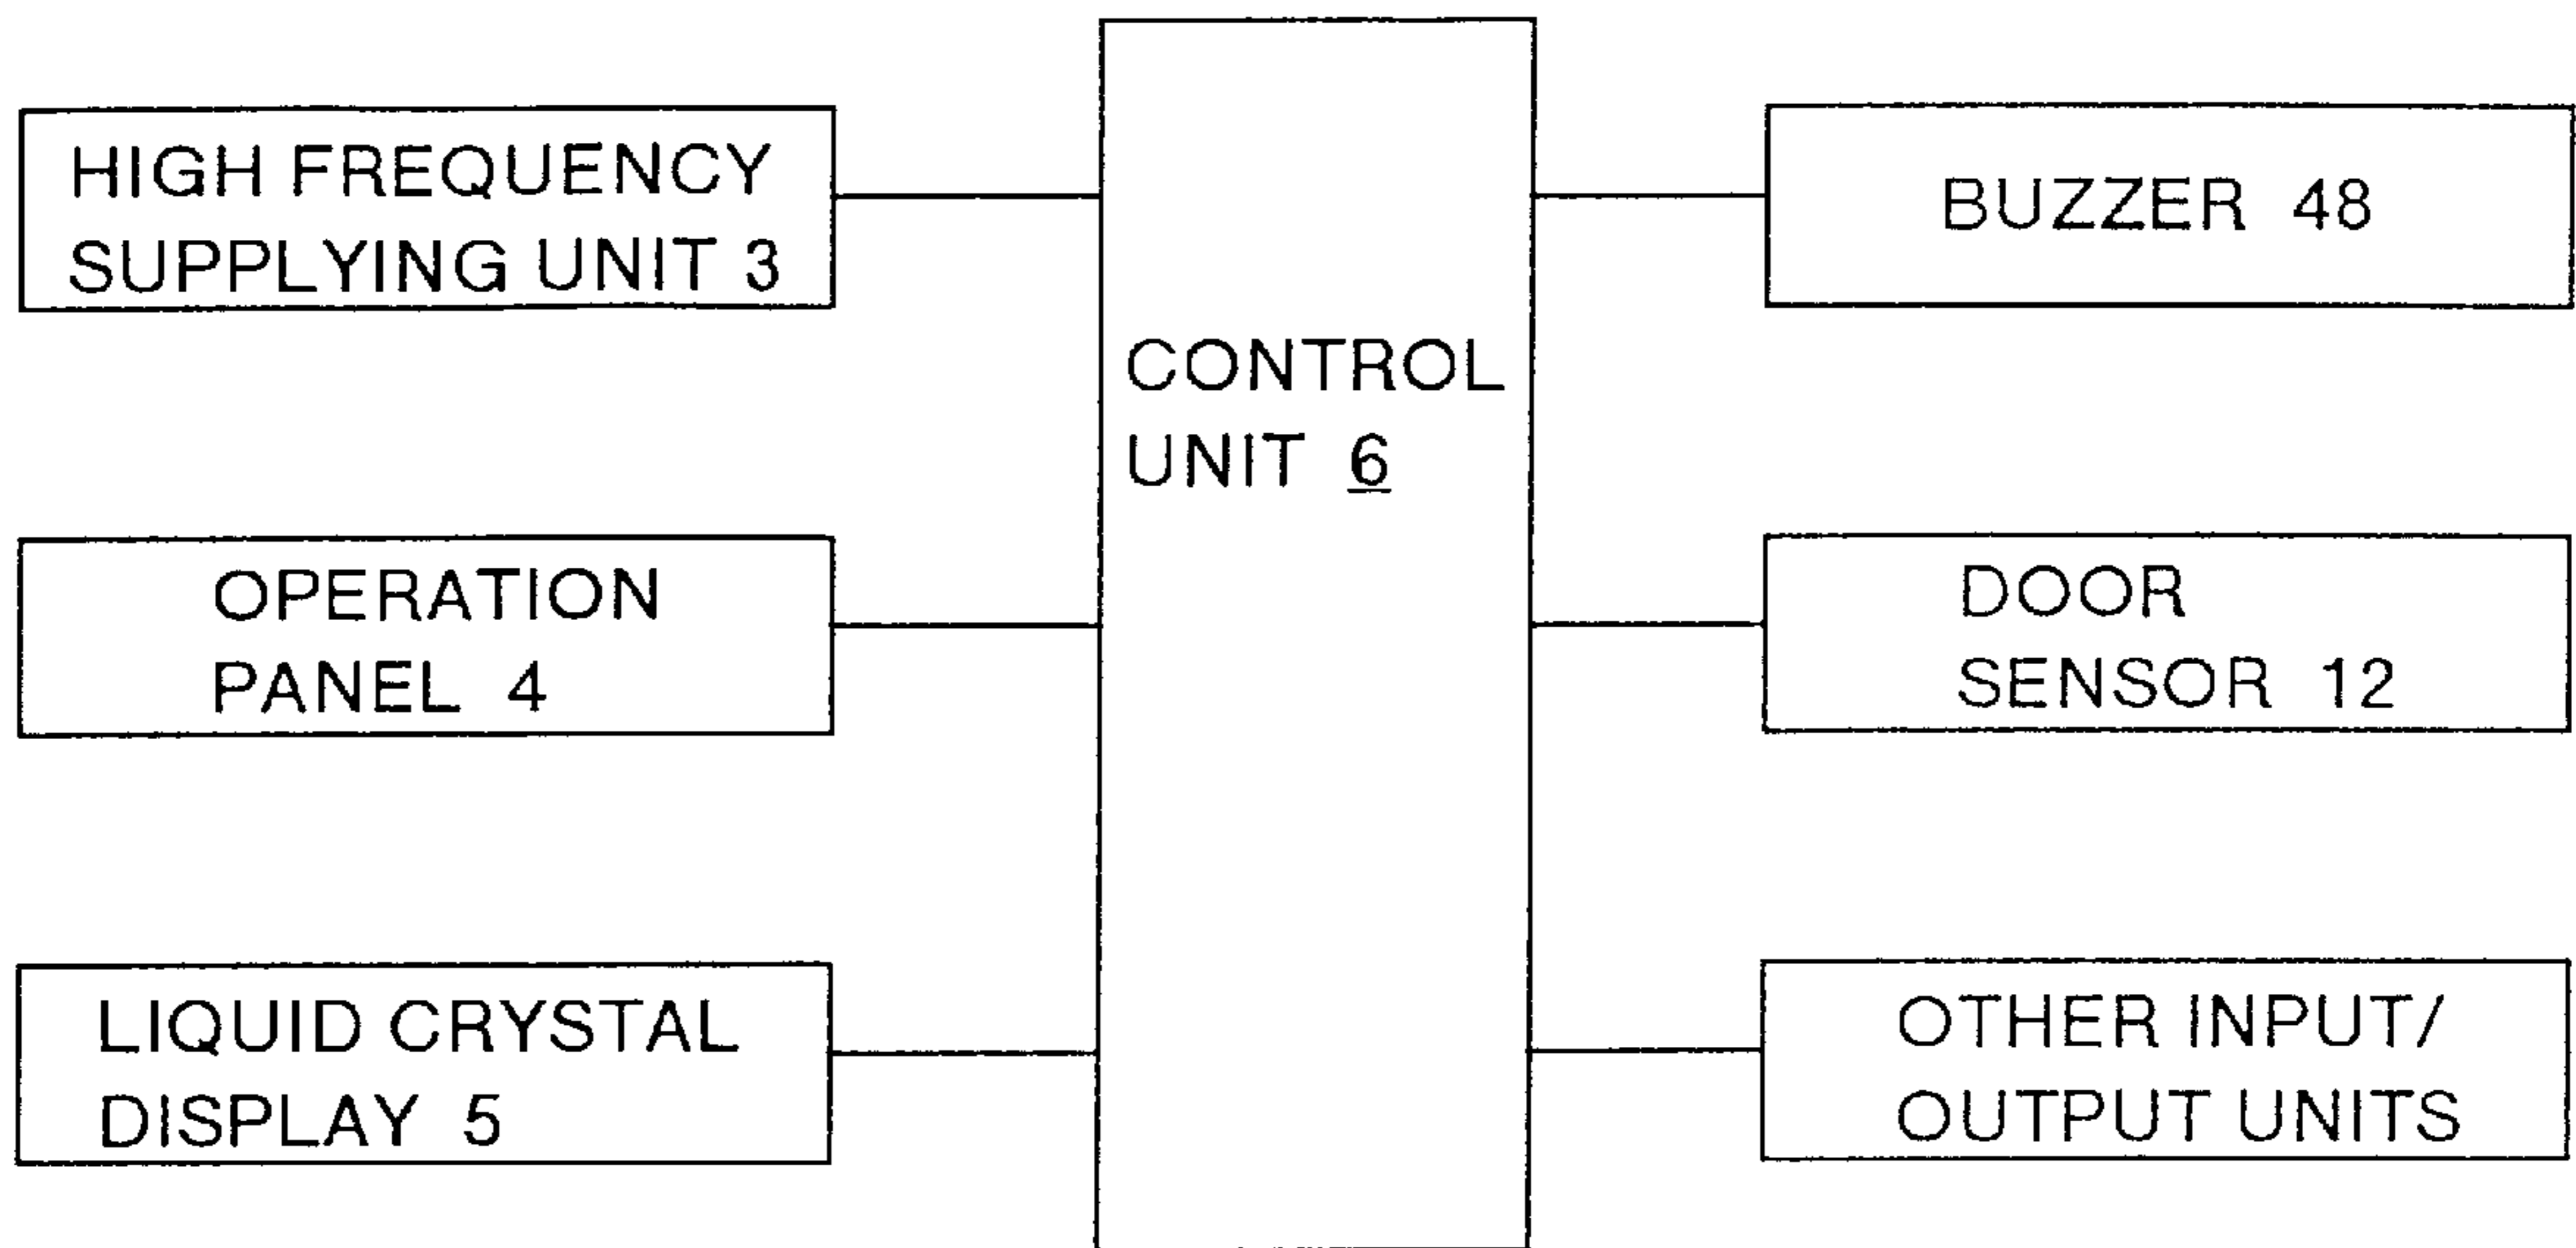 HIGH FREQUENCY
SUPPLYING UNIT 3
OPERATION
PANEL 4
LIQUID CRYSTAL
DISPLAY 5
CONTROL
UNIT 6
BUZZER 48
DOOR
SENSOR 12
OTHER INPUT/
OUTPUT UNITS